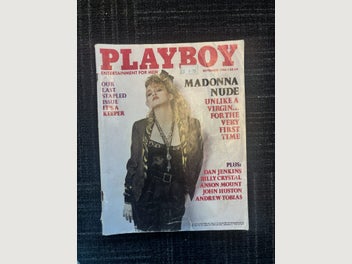 PLAYBOY
ENTERTAINMENT FOR MEN
OUR
LAST
STAPLED
ISSUE
IT'S A
KEEPER
MADONNA
NUDE
UNLIKE A
VIRGIN...
FOR THE
VERY
FIRST
TIME
PLUS:
DAN JENKINS
BILLY CRYSTAL
ANSON MOUNT
JOHN HUSTON
ANDREW TOBIAS